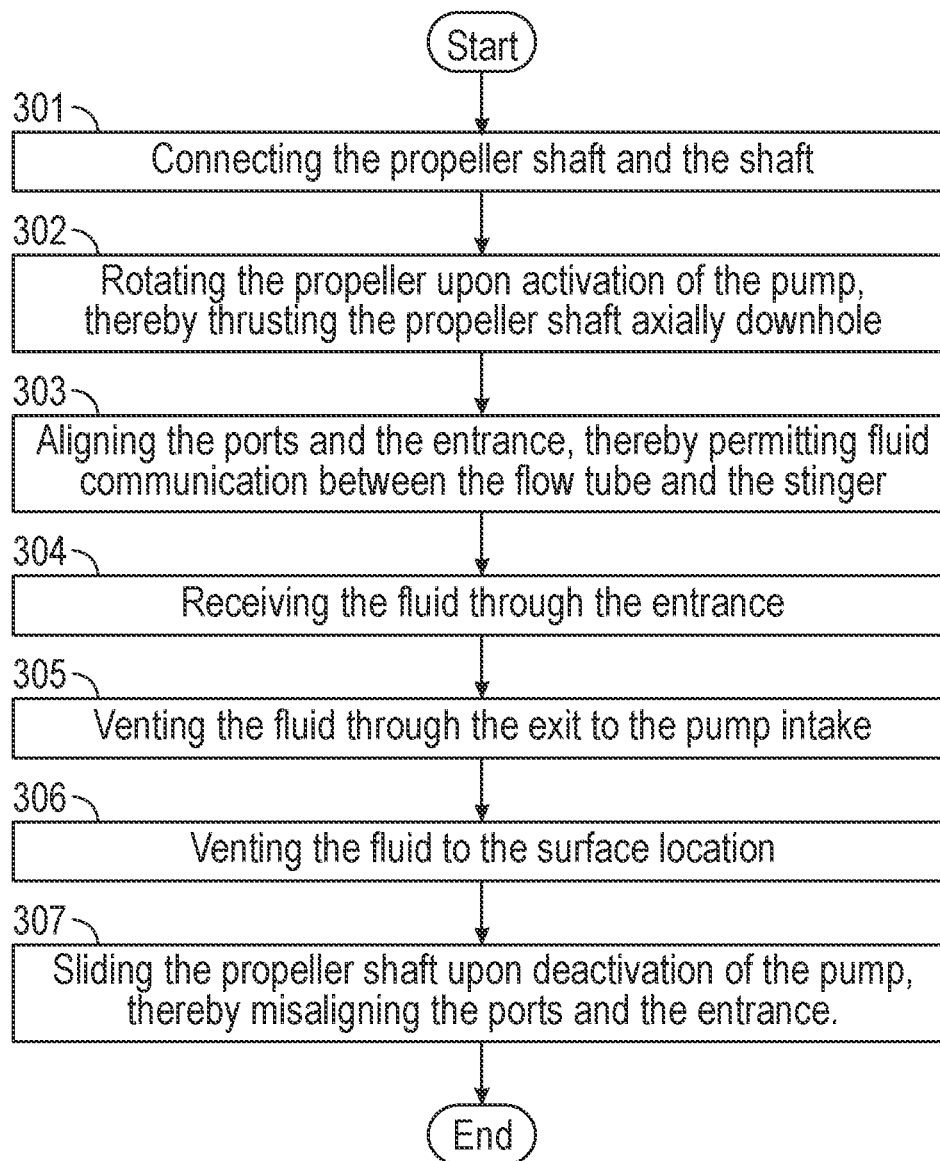 Start
301
Connecting the propeller shaft and the shaft
302
Rotating the propeller upon activation of the pump,
thereby thrusting the propeller shaft axially downhole
303
Aligning the ports and the entrance, thereby permitting fluid
communication between the flow tube and the stinger
304
Receiving the fluid through the entrance
305
Venting the fluid through the exit to the pump intake
306
Venting the fluid to the surface location
307
Sliding the propeller shaft upon deactivation of the pump,
thereby misaligning the ports and the entrance.
End